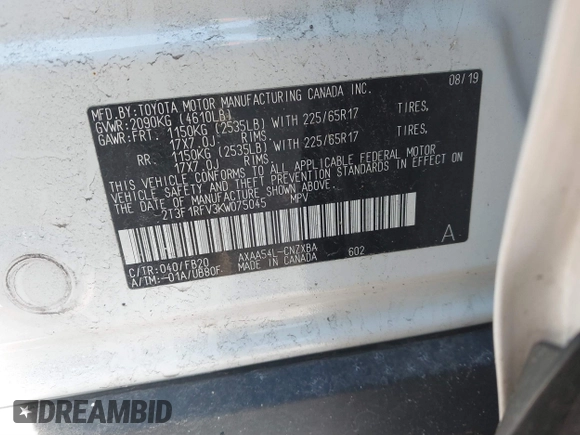 MFD.BY:TOYOTA MOTOR MANUFACTURING CANADA INC. 08/19
GVWR:2090KG (4610LB)
GAWR:FRT. 1150KG (2535LB) WITH 225/65R17 TIRES,
17X7.0J RIMS.
RR. 1150KG (2535LB) WITH 225/65R17 TIRES,
17X7.0J RIMS.
THIS VEHICLE CONFORMS TO ALL APPLICABLE FEDERAL MOTOR
VEHICLE SAFETY AND THEFT PREVENTION STANDARDS IN EFFECT ON
THE DATE OF MANUFACTURE SHOWN ABOVE.
2T3F1RFV3KW075045 MPV
C/TR:040/FB20 AXAA54L-CNZXBA 602 A
A/TM:-01A/UB80F MADE IN CANADA
DREAMBID